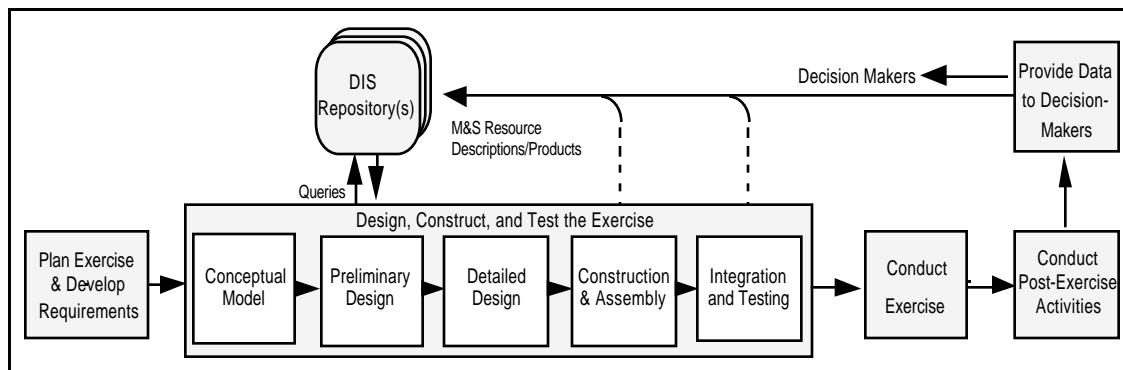 DIS
Repository(s)
Decision Makers
Provide Data
to Decision-
Makers
M&S Resource
Descriptions/Products
Queries
Design, Construct, and Test the Exercise
Plan Exercise
& Develop
Requirements
Conceptual
Model
Preliminary
Design
Detailed
Design
Construction
& Assembly
Integration
and Testing
Conduct
Exercise
Conduct
Post-Exercise
Activities